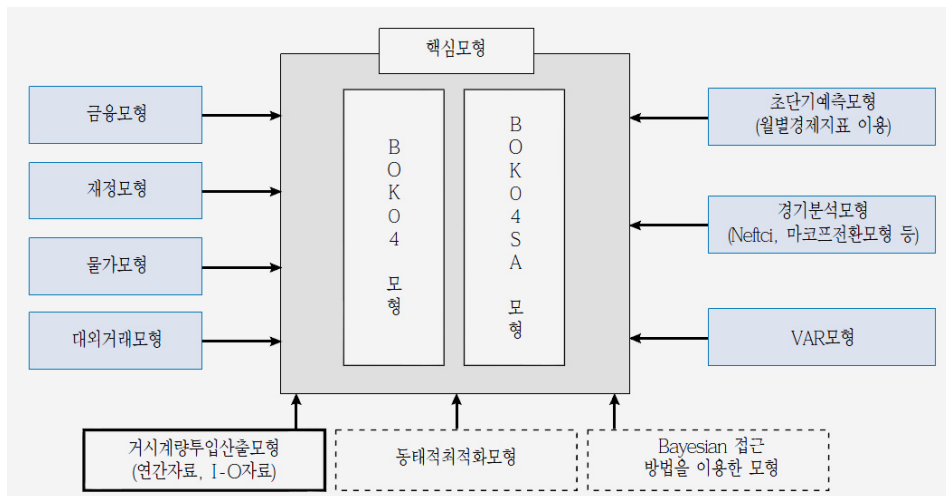 핵심모형
금융모형
재정모형
물가모형
대외거래모형
BOK04 모형
BOK04SA 모형
초단기예측모형
(월별경제지표 이용)
경기분석모형
(Neftci, 마코프전환모형 등)
VAR모형
거시계량투입산출모형
(연간자료, I-O자료)
동태적최적화모형
Bayesian 접근
방법을 이용한 모형